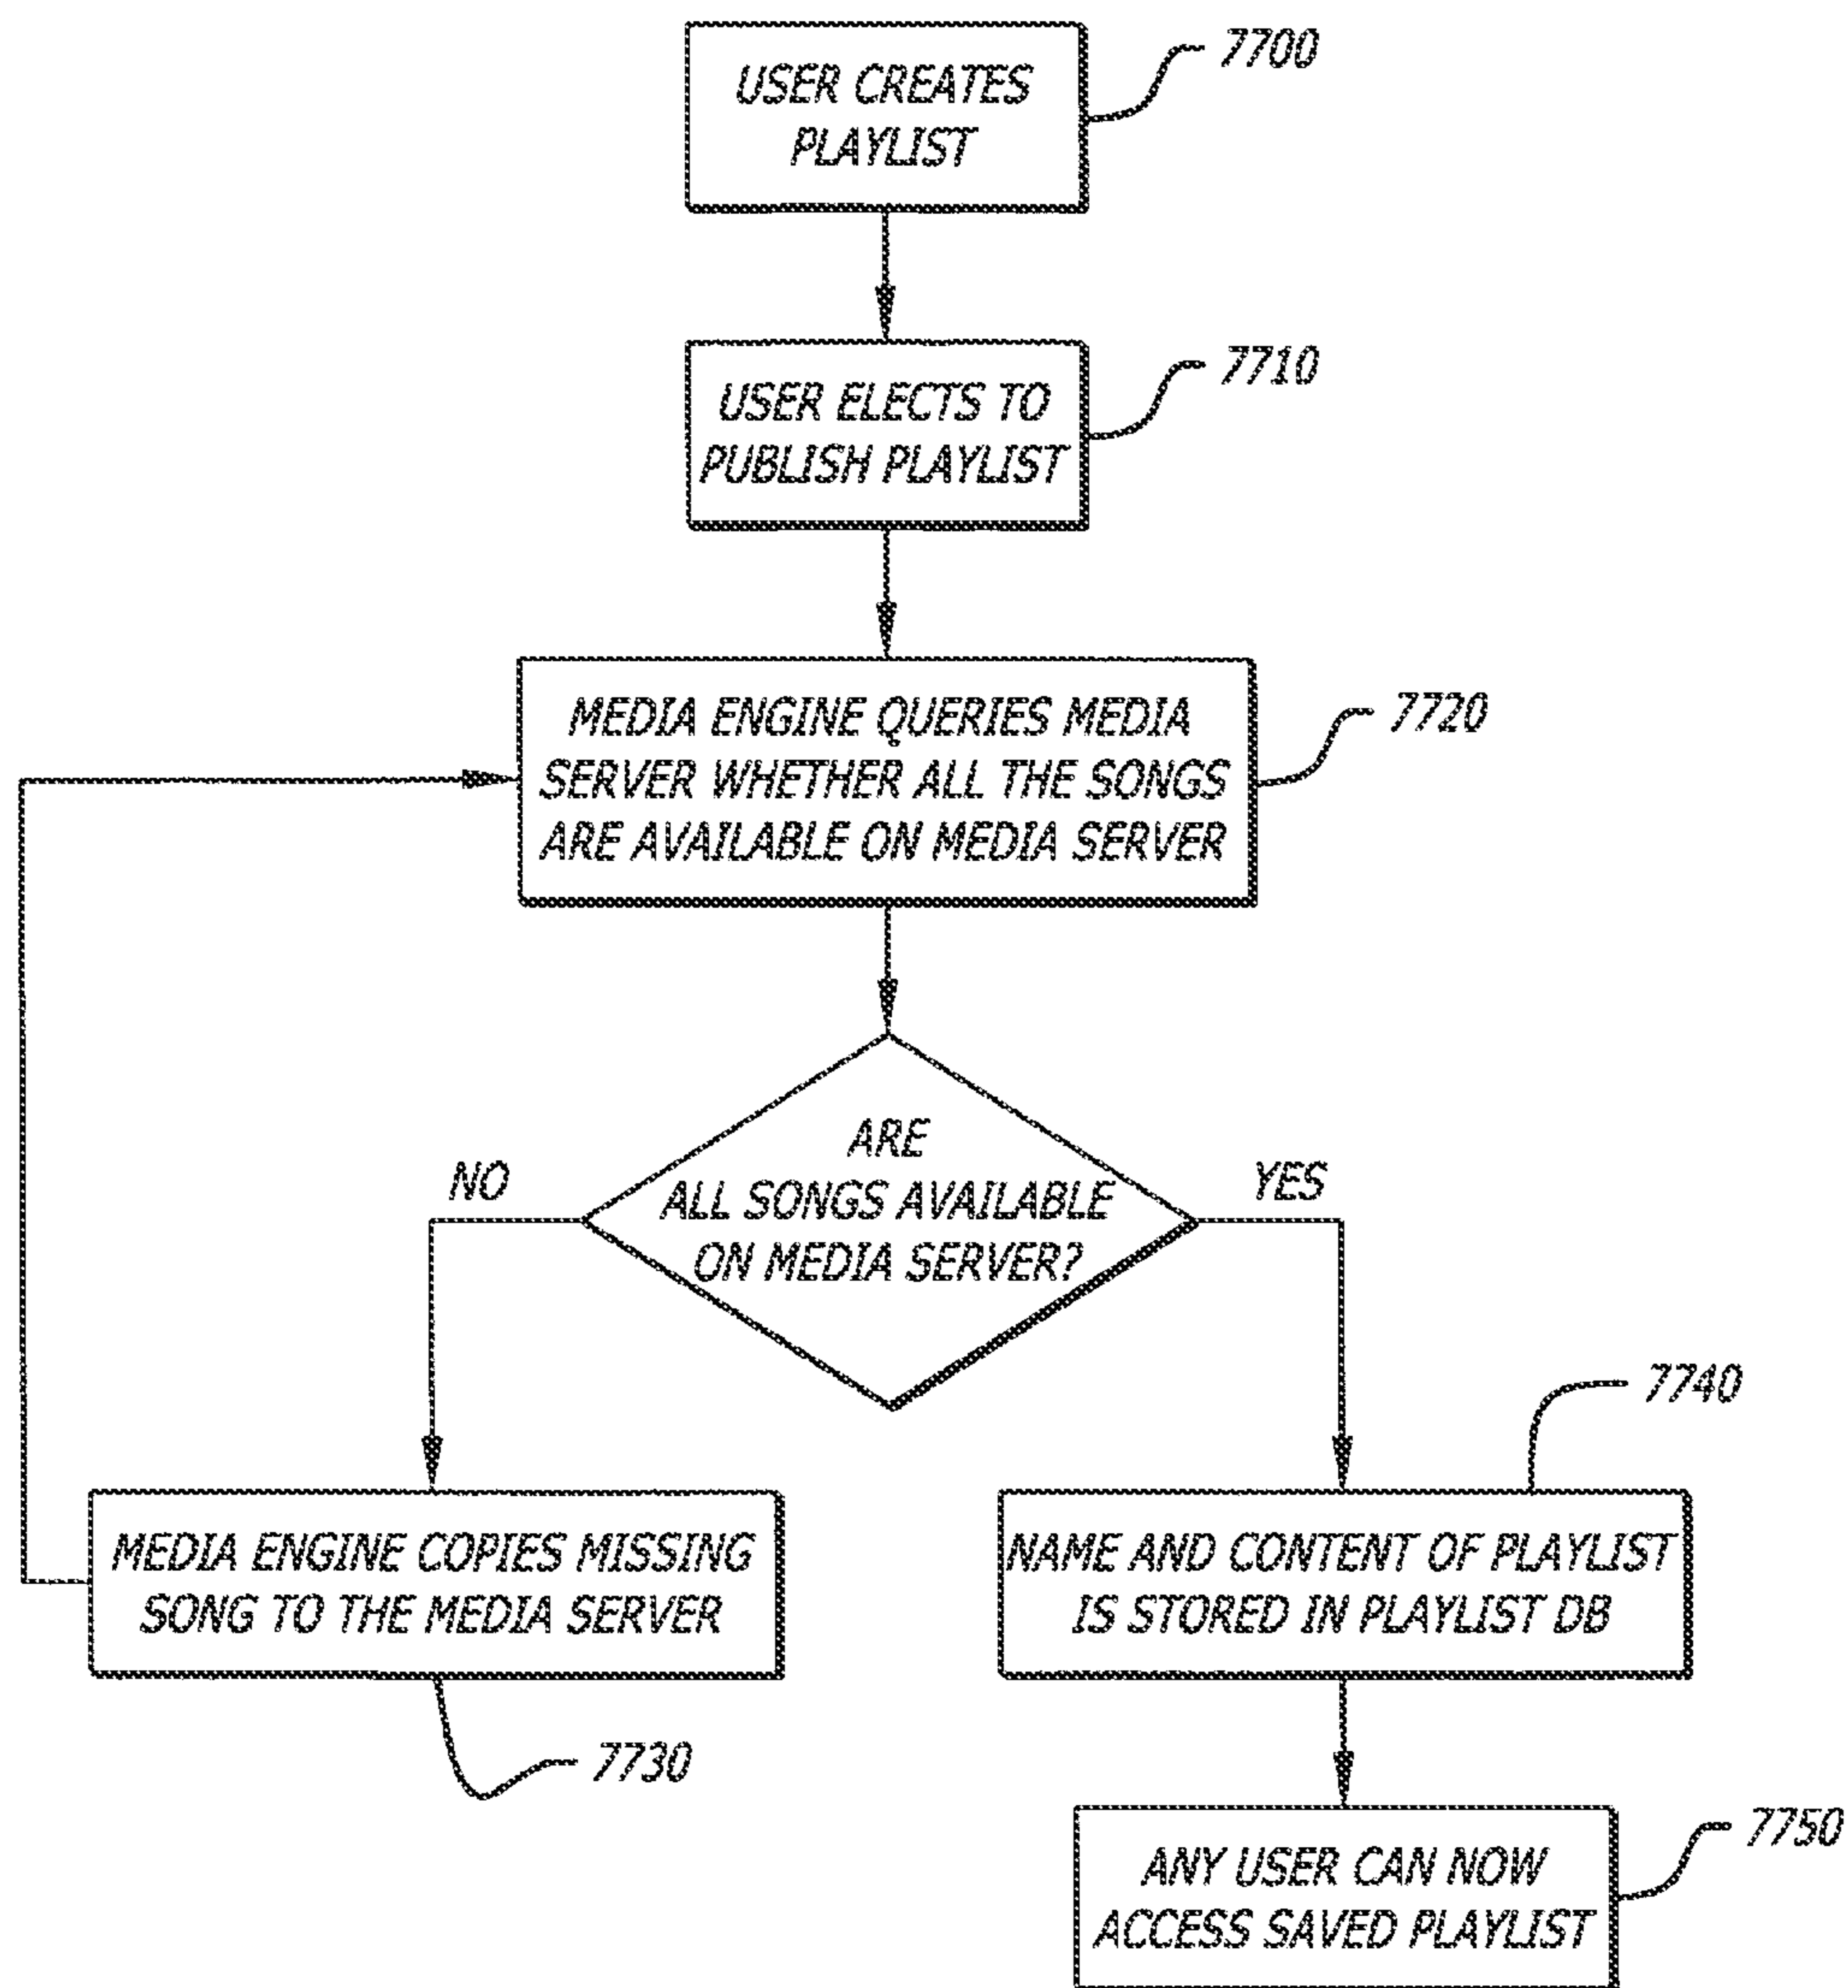 USER CREATES
PLAYLIST
7700
USER ELECTS TO
PUBLISH PLAYLIST
7710
MEDIA ENGINE QUERIES MEDIA
SERVER WHETHER ALL THE SONGS
ARE AVAILABLE ON MEDIA SERVER
7720
ARE
ALL SONGS AVAILABLE
ON MEDIA SERVER?
NO
YES
MEDIA ENGINE COPIES MISSING
SONG TO THE MEDIA SERVER
7730
7740
NAME AND CONTENT OF PLAYLIST
IS STORED IN PLAYLIST DB
7750
ANY USER CAN NOW
ACCESS SAVED PLAYLIST